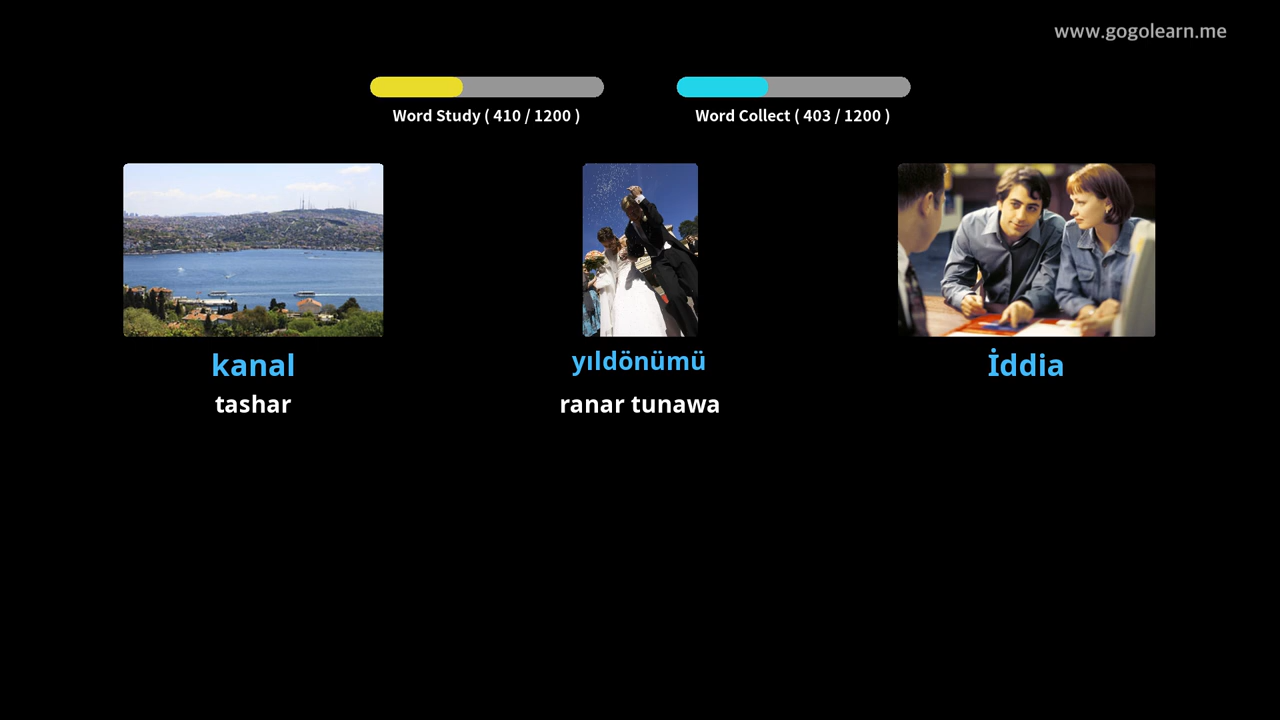 www.gogolearn.me
Word Study ( 410 / 1200 )
Word Collect ( 403 / 1200 )
kanal
tashar
yıldönümü
ranar tunawa
İddia